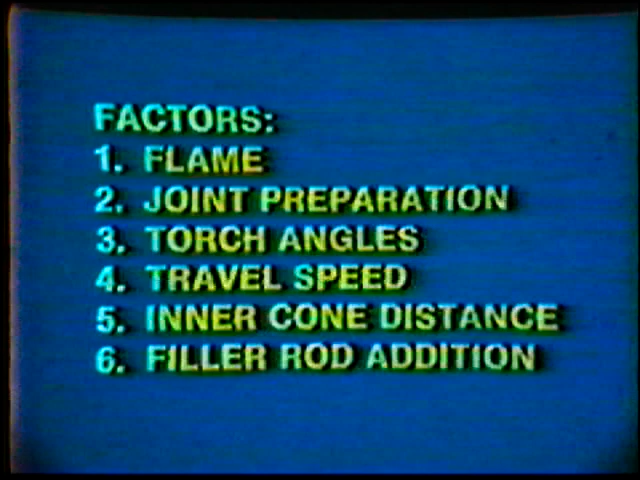 FACTORS:
1. FLAME
2. JOINT PREPARATION
3. TORCH ANGLES
4. TRAVEL SPEED
5. INNER CONE DISTANCE
6. FILLER ROD ADDITION